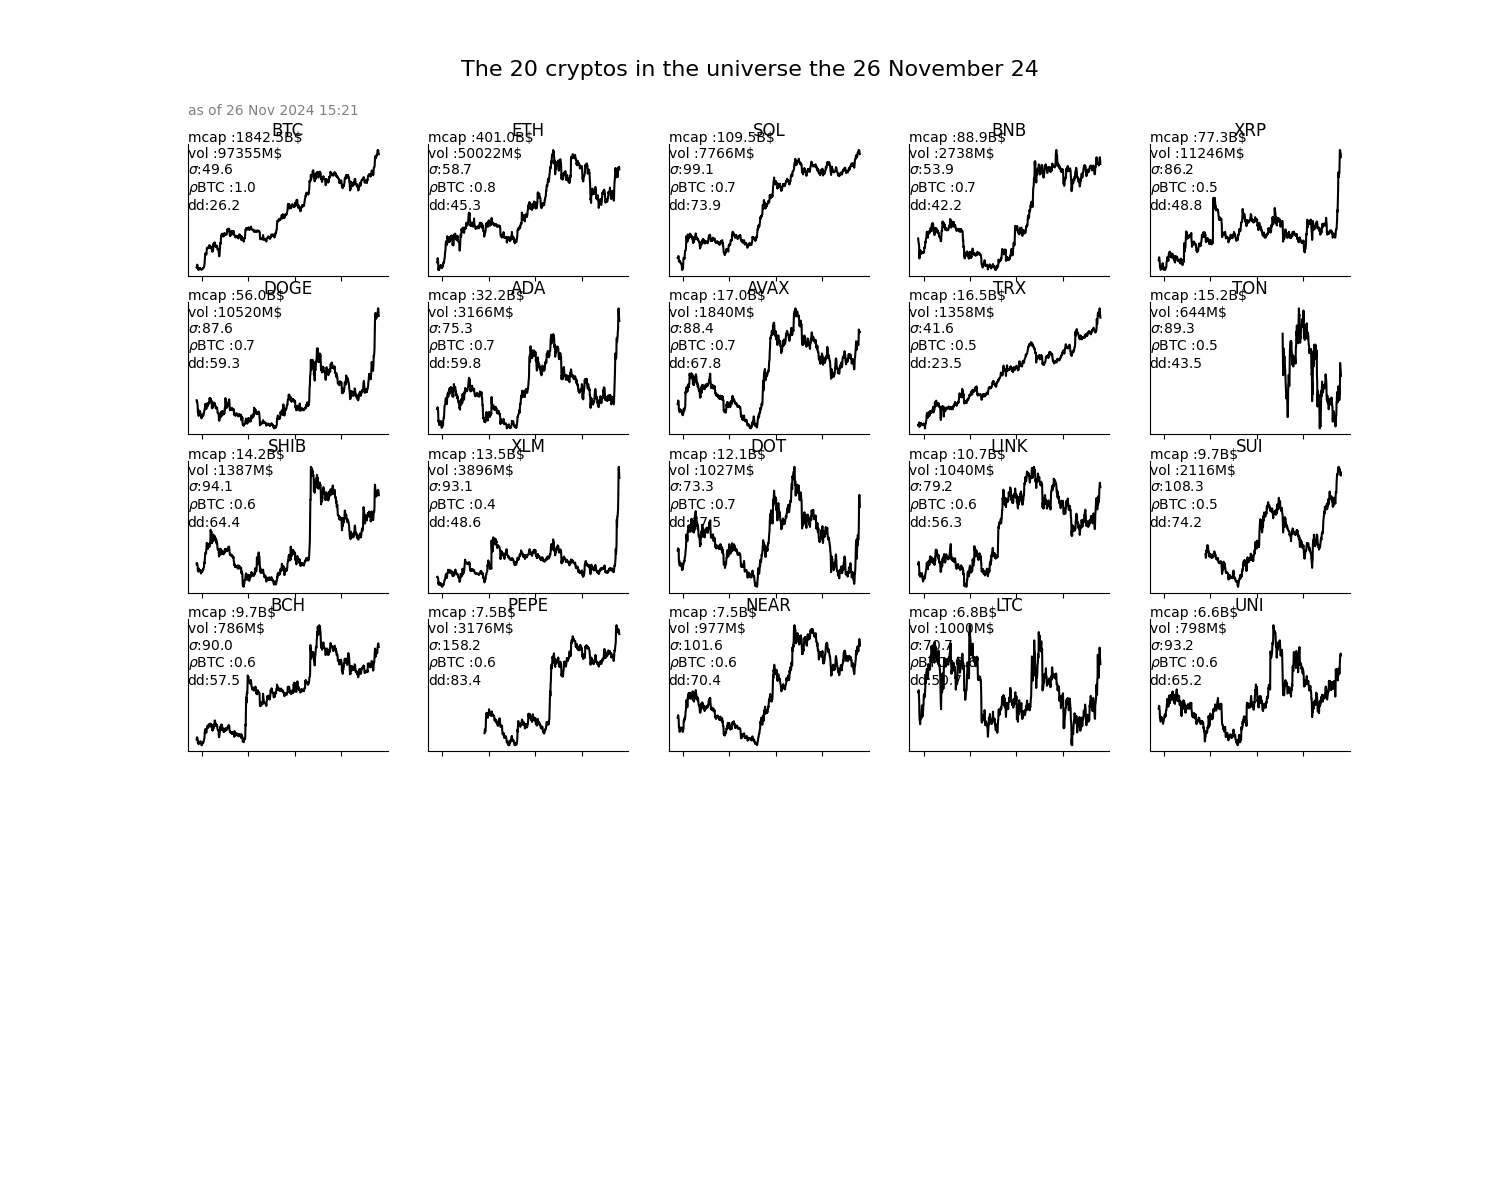 The 20 cryptos in the universe the 26 November 24
as of 26 Nov 2024 15:21
BTC
mcap :1842.5B$
vol :97355M$
σ:49.6
ρBTC :1.0
dd:26.2
ETH
mcap :401.0B$
vol :50022M$
σ:58.7
ρBTC :0.8
dd:45.3
SOL
mcap :109.5B$
vol :7766M$
σ:99.1
ρBTC :0.7
dd:73.9
BNB
mcap :88.9B$
vol :2738M$
σ:53.9
ρBTC :0.7
dd:42.2
XRP
mcap :77.3B$
vol :11246M$
σ:86.2
ρBTC :0.5
dd:48.8
DOGE
mcap :56.0B$
vol :10520M$
σ:87.6
ρBTC :0.7
dd:59.3
ADA
mcap :32.2B$
vol :3166M$
σ:75.3
ρBTC :0.7
dd:59.8
AVAX
mcap :17.0B$
vol :1840M$
σ:88.4
ρBTC :0.7
dd:67.8
TRX
mcap :16.5B$
vol :1358M$
σ:41.6
ρBTC :0.5
dd:23.5
TON
mcap :15.2B$
vol :644M$
σ:89.3
ρBTC :0.5
dd:43.5
SHIB
mcap :14.2B$
vol :1387M$
σ:94.1
ρBTC :0.6
dd:64.4
XLM
mcap :13.5B$
vol :3896M$
σ:93.1
ρBTC :0.4
dd:48.6
DOT
mcap :12.1B$
vol :1027M$
σ:73.3
ρBTC :0.7
LINK
mcap :10.7B$
vol :1040M$
σ:79.2
ρBTC :0.6
dd:56.3
SUI
mcap :9.7B$
vol :2116M$
σ:108.3
ρBTC :0.5
dd:74.2
BCH
mcap :9.7B$
vol :786M$
σ:90.0
ρBTC :0.6
dd:57.5
PEPE
mcap :7.5B$
vol :3176M$
σ:158.2
ρBTC :0.6
dd:83.4
NEAR
mcap :7.5B$
vol :977M$
σ:101.6
ρBTC :0.6
dd:70.4
LTC
mcap :6.8B$
vol :1000M$
σ:70.7
UNI
mcap :6.6B$
vol :798M$
σ:93.2
ρBTC :0.6
dd:65.2